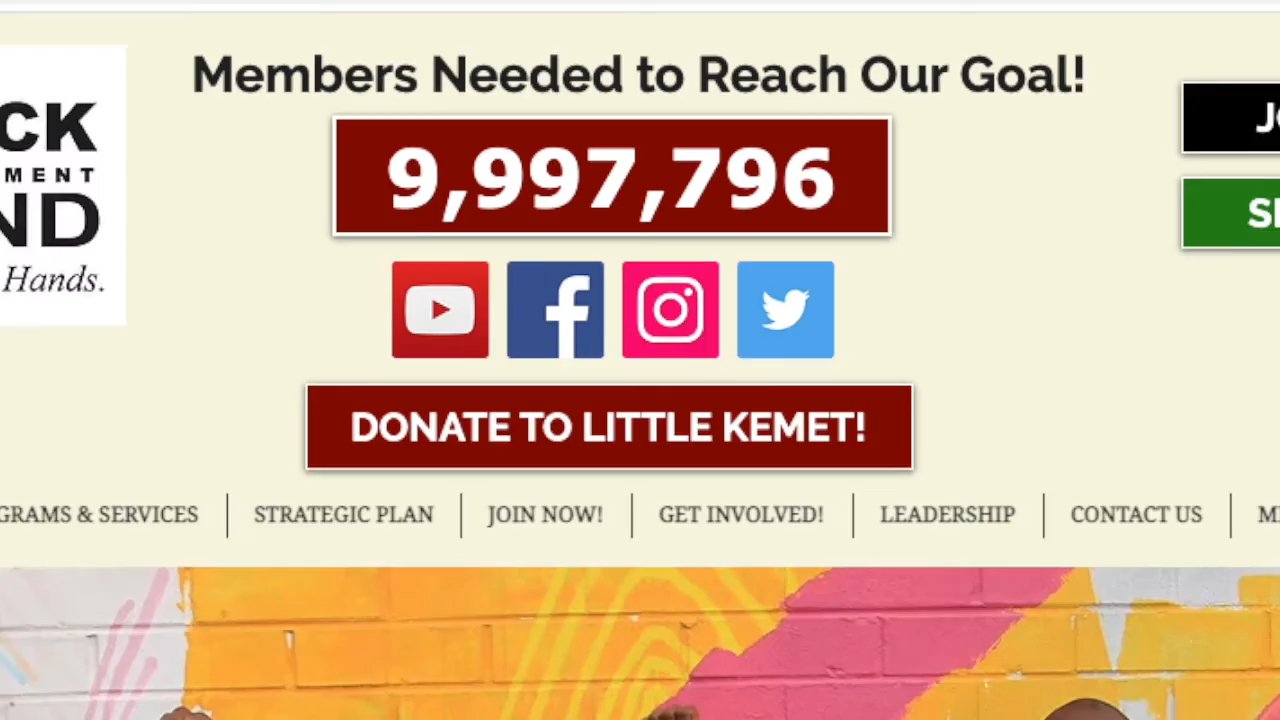 Members Needed to Reach Our Goal!
9,997,796
CK
MENT
ND
Hands.
DONATE TO LITTLE KEMET!
GRAMS & SERVICES
STRATEGIC PLAN
JOIN NOW!
GET INVOLVED!
LEADERSHIP
CONTACT US